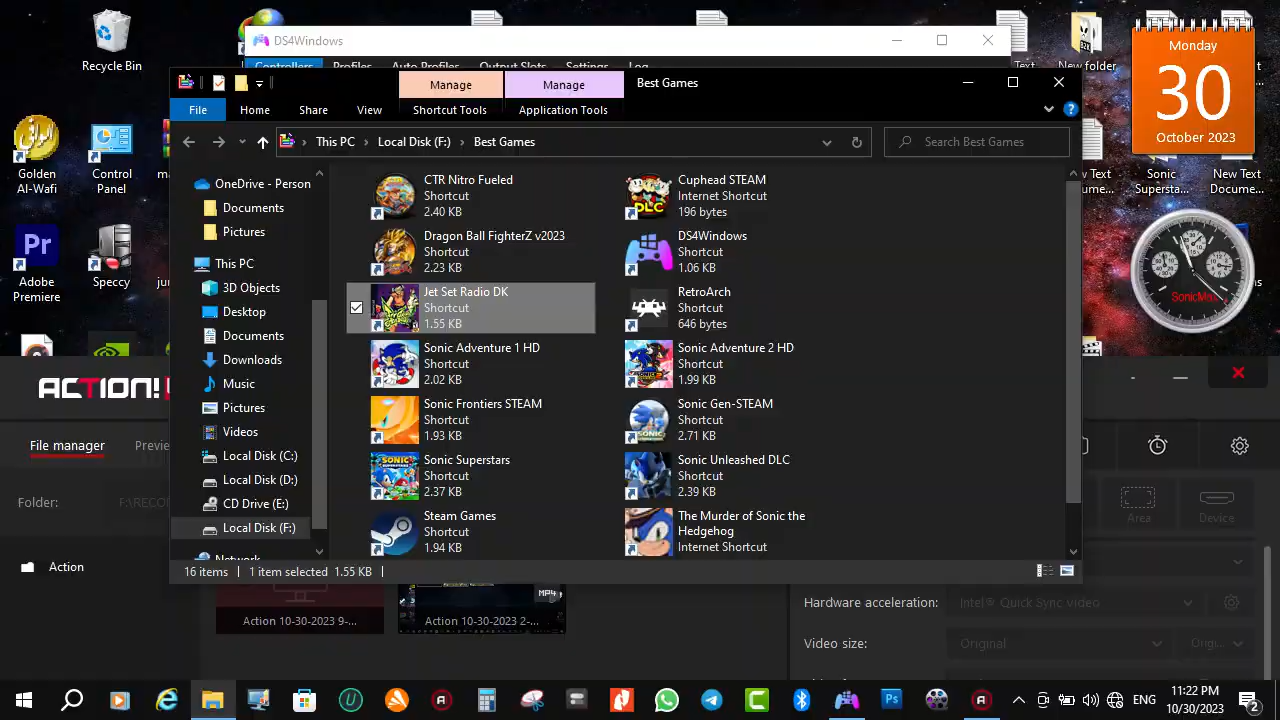 Recycle Bin
DS4Windows
Text
New folder
Monday
30
October 2023
Controllers Profiles Auto Profiles Output Slots Settings Log
Manage
Manage
Best Games
File
Home
Share
View
Shortcut Tools
Application Tools
This PC
cal Disk (F:)
Best Games
Search Best Games
Golden
Al-Wafi
Control
Panel
Adobe
Premiere
Speccy
cume...
Sonic
Supersta...
New Text
Docume...
SonicMax
OneDrive - Person
Documents
Pictures
This PC
3D Objects
Desktop
Documents
Downloads
Music
Pictures
Videos
Local Disk (C:)
Local Disk (D:)
CD Drive (E:)
Local Disk (F:)
Network
CTR Nitro Fueled
Shortcut
2.40 KB
Cuphead STEAM
Internet Shortcut
196 bytes
Dragon Ball FighterZ v2023
Shortcut
2.23 KB
DS4Windows
Shortcut
1.06 KB
Jet Set Radio DK
Shortcut
1.55 KB
RetroArch
Shortcut
646 bytes
Sonic Adventure 1 HD
Shortcut
2.02 KB
Sonic Adventure 2 HD
Shortcut
1.99 KB
Sonic Frontiers STEAM
Shortcut
1.93 KB
Sonic Gen-STEAM
Shortcut
2.71 KB
Sonic Superstars
Shortcut
2.37 KB
Sonic Unleashed DLC
Shortcut
2.39 KB
Steam Games
Shortcut
1.94 KB
The Murder of Sonic the
Hedgehog
Internet Shortcut
16 items
1 item selected 1.55 KB
ACTION!
File manager
Folder:
Action
Area
Device
Action 10-30-2023 9-...
MP4
Action 10-30-2023 2-...
Hardware acceleration:
Intel® Quick Sync video
Video size:
Original
Origi...
ENG
11:22 PM
10/30/2023
2